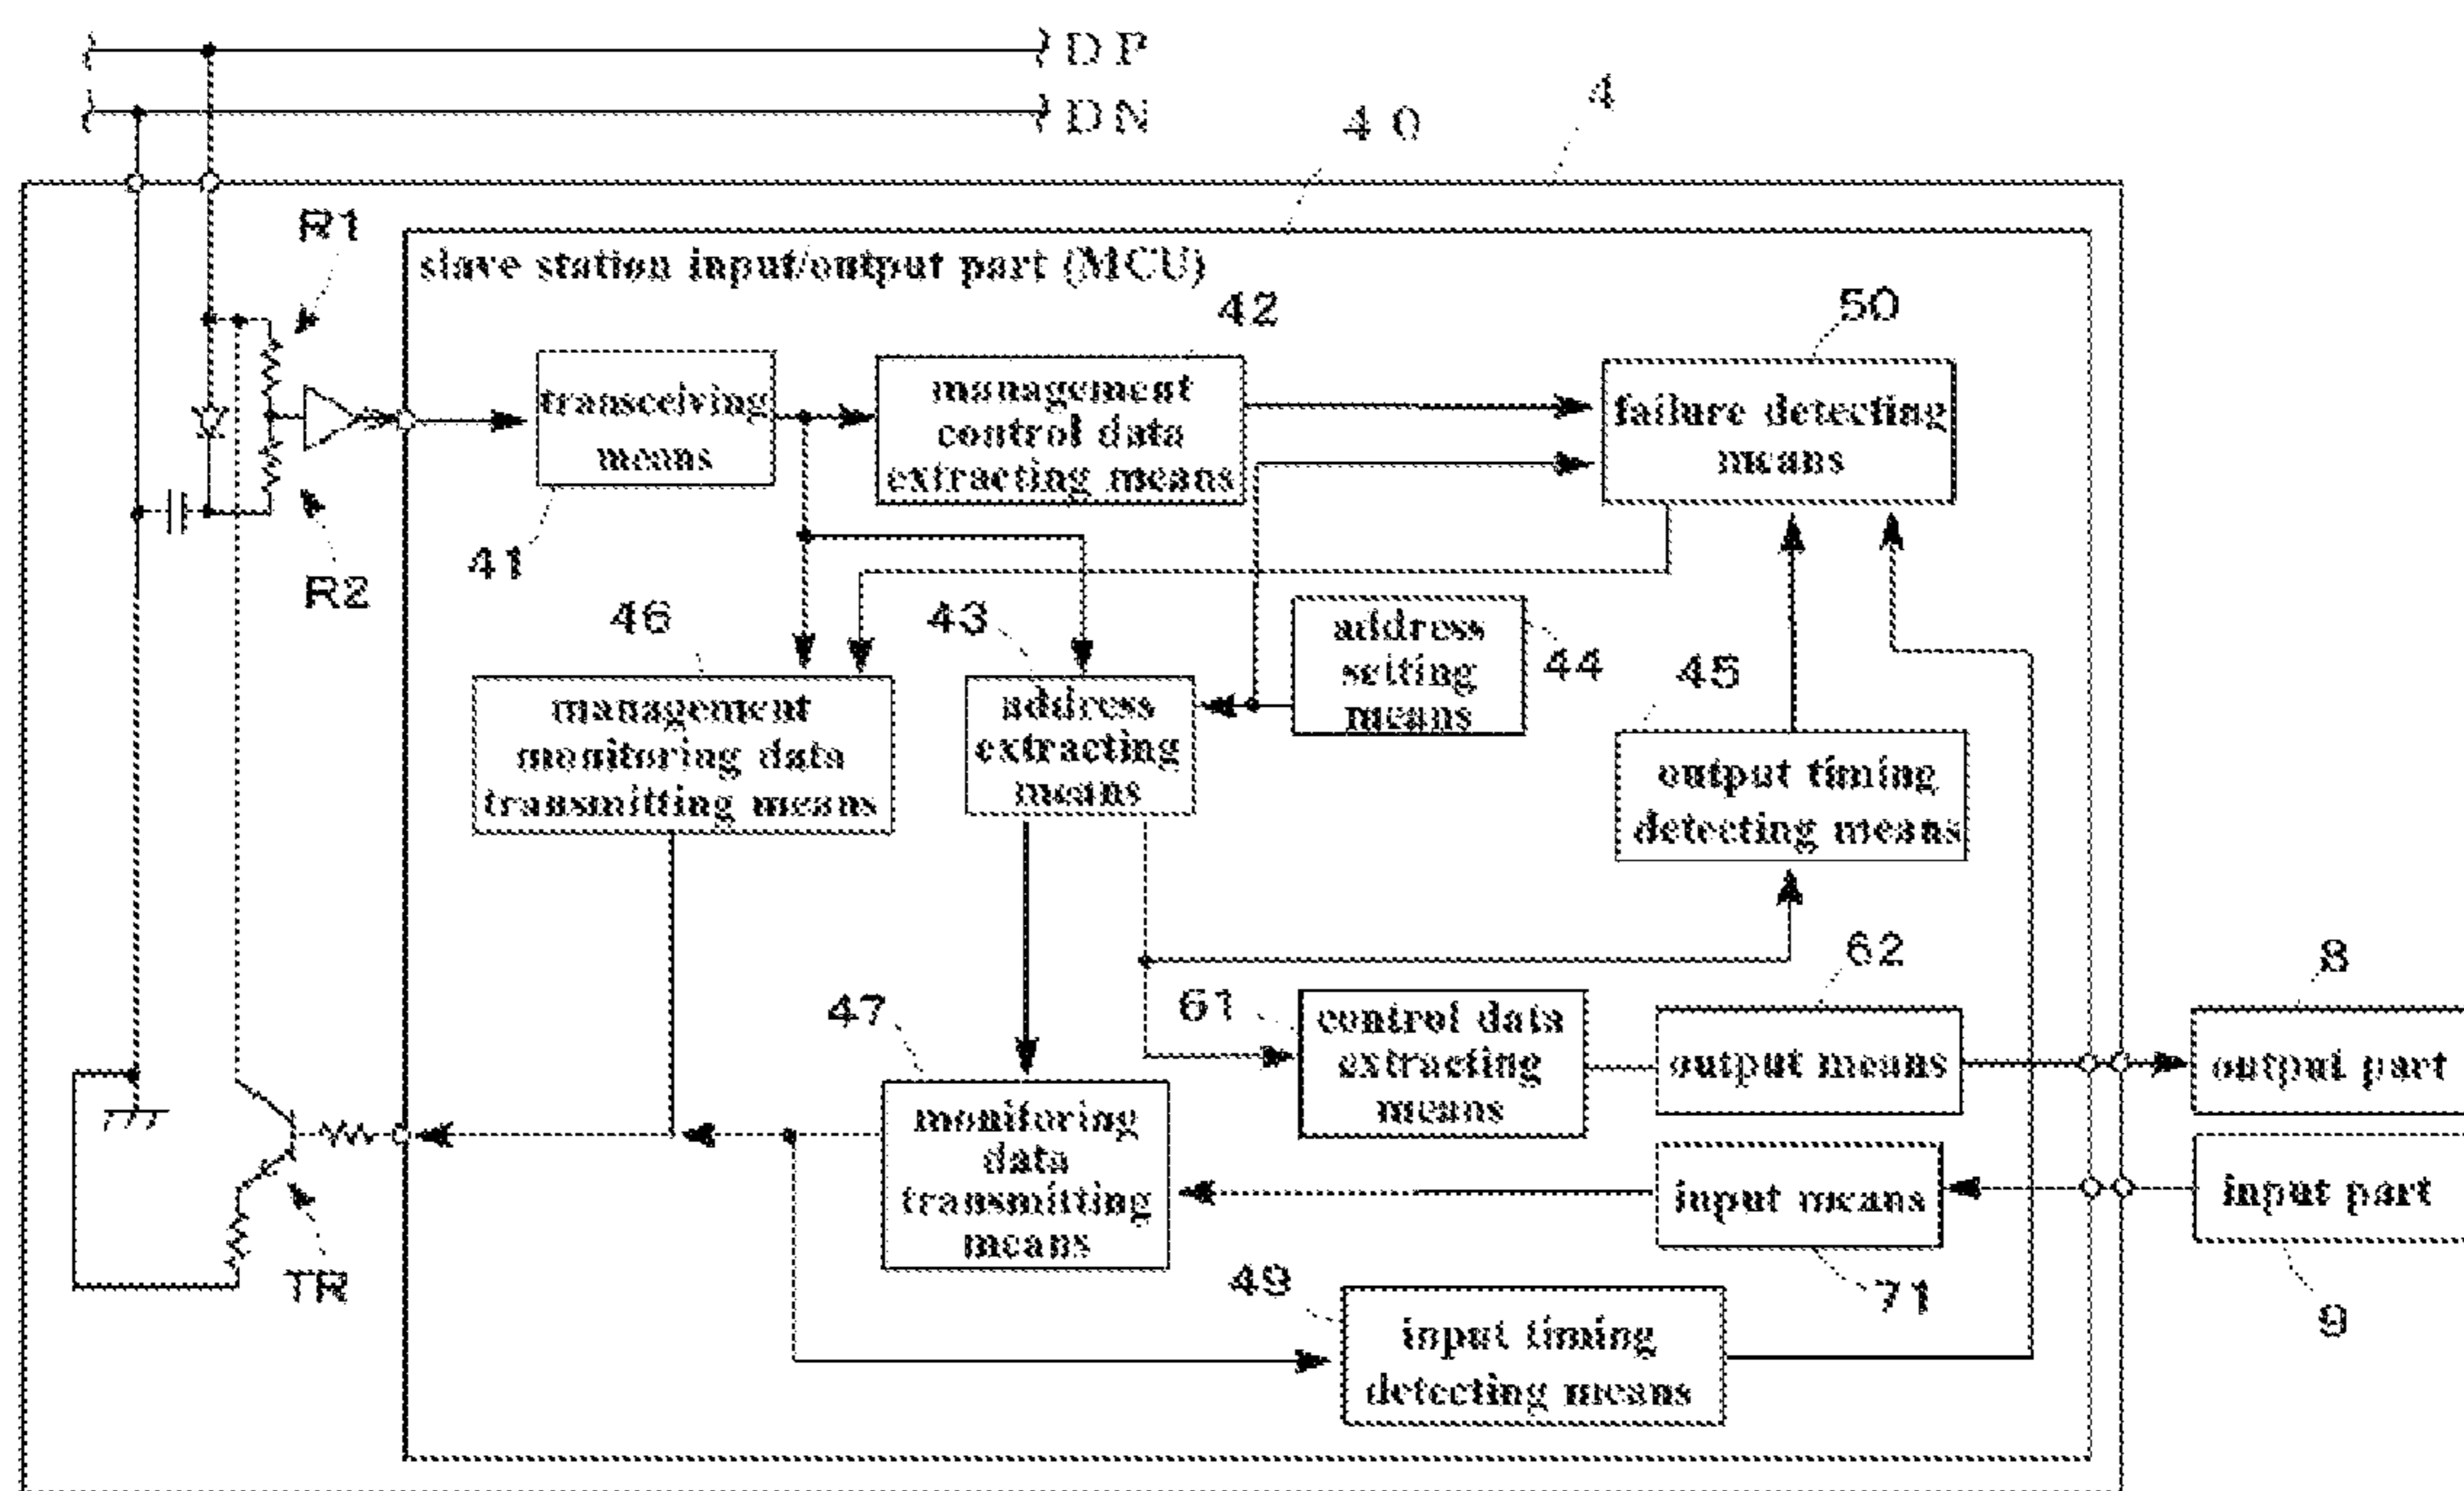 DP
DN
4
40
R1
slave station input/output part (MCU)
42
50
transceiving
means
management
control data
extracting means
failure detecting
means
41
R2
46
43
address
setting
means
44
45
management
monitoring data
transmitting means
address
extracting
means
output timing
detecting means
62
8
47
61
control data
extracting
means
output means
output part
monitoring
data
transmitting
means
input means
input part
TR
49
71
9
input timing
detecting means